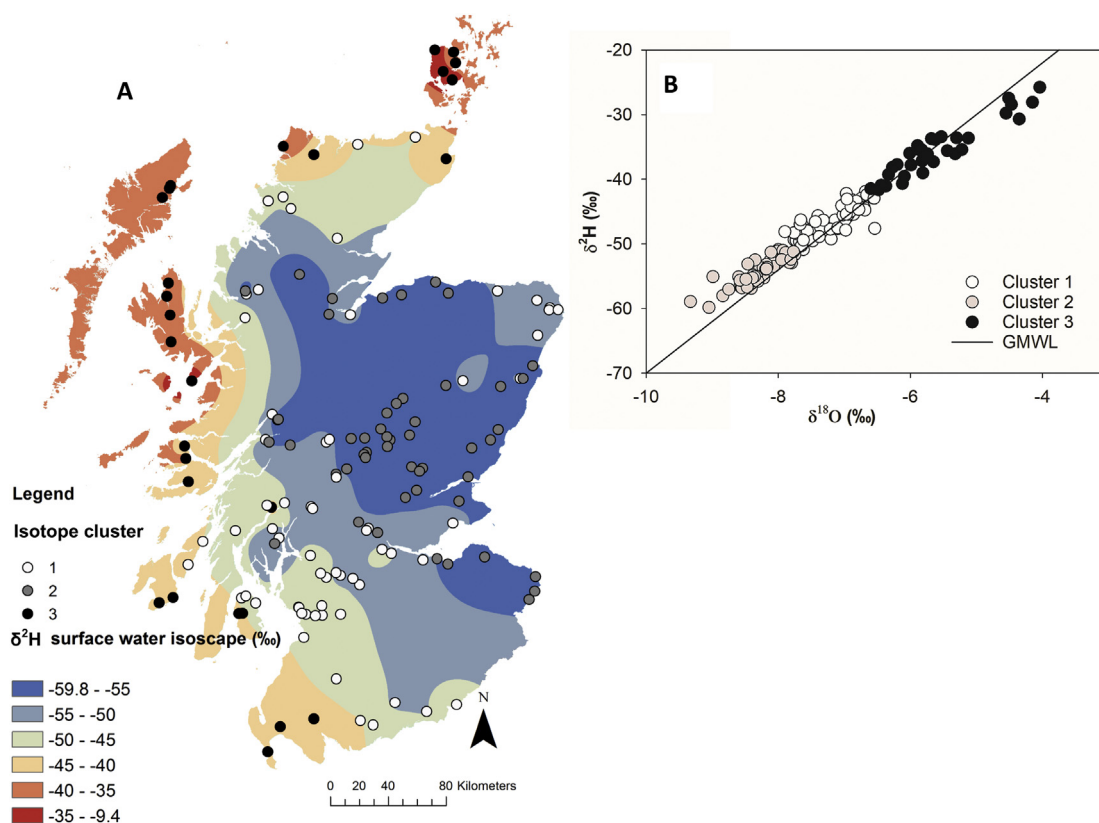 A
Legend
Isotope cluster
1
2
3
δ²H surface water isoscape (‰)
-59.8 - -55
-55 - -50
-50 - -45
-45 - -40
-40 - -35
-35 - -9.4
N
0 20 40 80 Kilometers
B
-20
-30
-40
-50
-60
-70
δ²H (‰)
Cluster 1
Cluster 2
Cluster 3
GMWL
-10 -8 -6 -4
δ¹⁸O (‰)